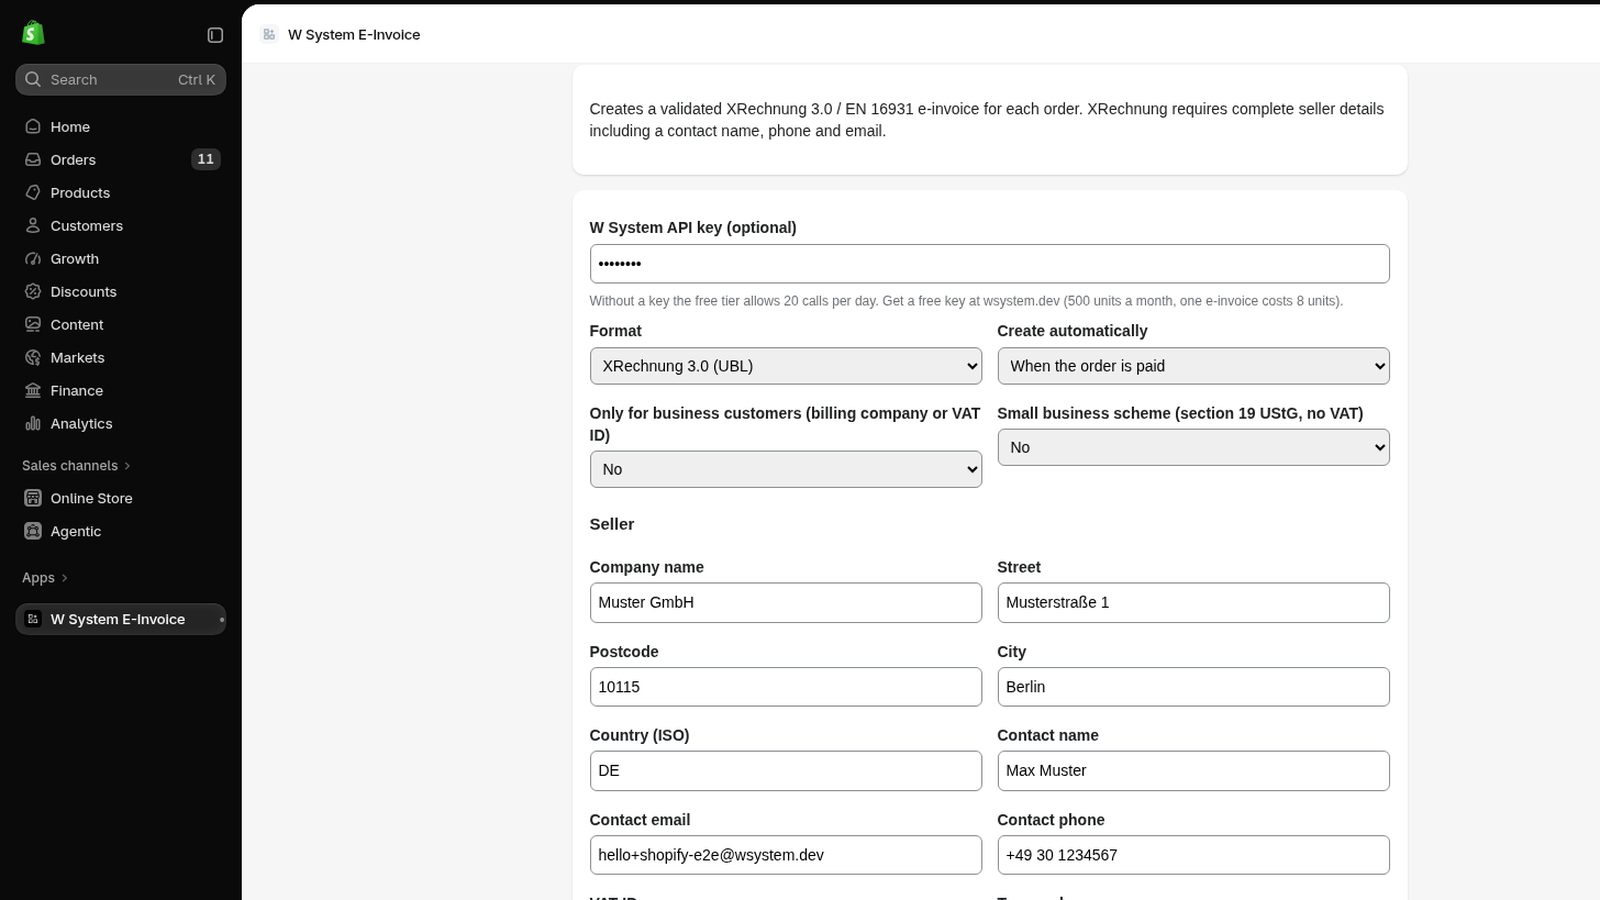 W System E-Invoice
Search Ctrl K
Home
Orders 11
Products
Customers
Growth
Discounts
Content
Markets
Finance
Analytics
Sales channels
Online Store
Agentic
Apps
W System E-Invoice
Creates a validated XRechnung 3.0 / EN 16931 e-invoice for each order. XRechnung requires complete seller details
including a contact name, phone and email.
W System API key (optional)
••••••••
Without a key the free tier allows 20 calls per day. Get a free key at wsystem.dev (500 units a month, one e-invoice costs 8 units).
Format
XRechnung 3.0 (UBL)
Create automatically
When the order is paid
Only for business customers (billing company or VAT
ID)
No
Small business scheme (section 19 UStG, no VAT)
No
Seller
Company name
Muster GmbH
Street
Musterstraße 1
Postcode
10115
City
Berlin
Country (ISO)
DE
Contact name
Max Muster
Contact email
hello+shopify-e2e@wsystem.dev
Contact phone
+49 30 1234567